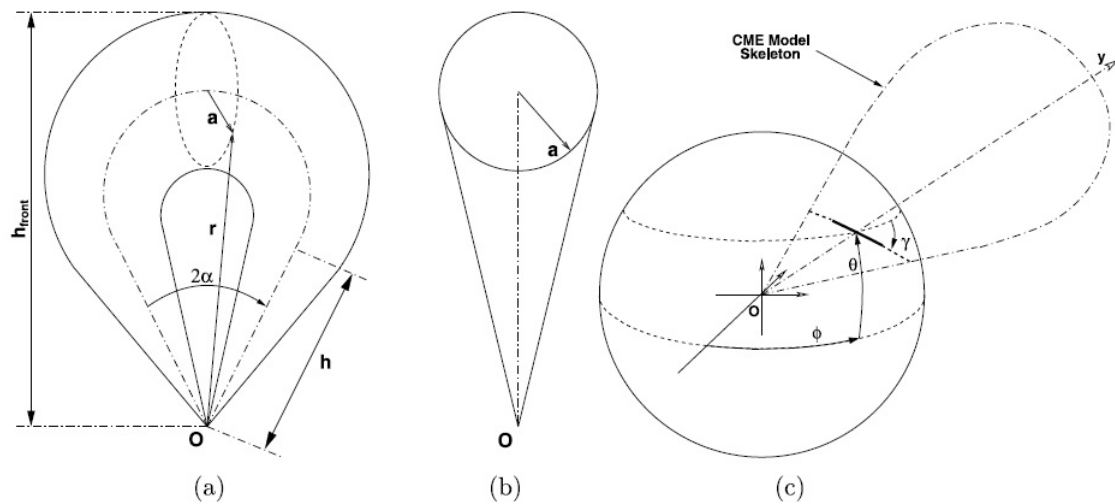 h_front
a
r
2α
h
O
(a)
a
O
(b)
CME Model
Skeleton
y
γ
θ
O
ϕ
(c)